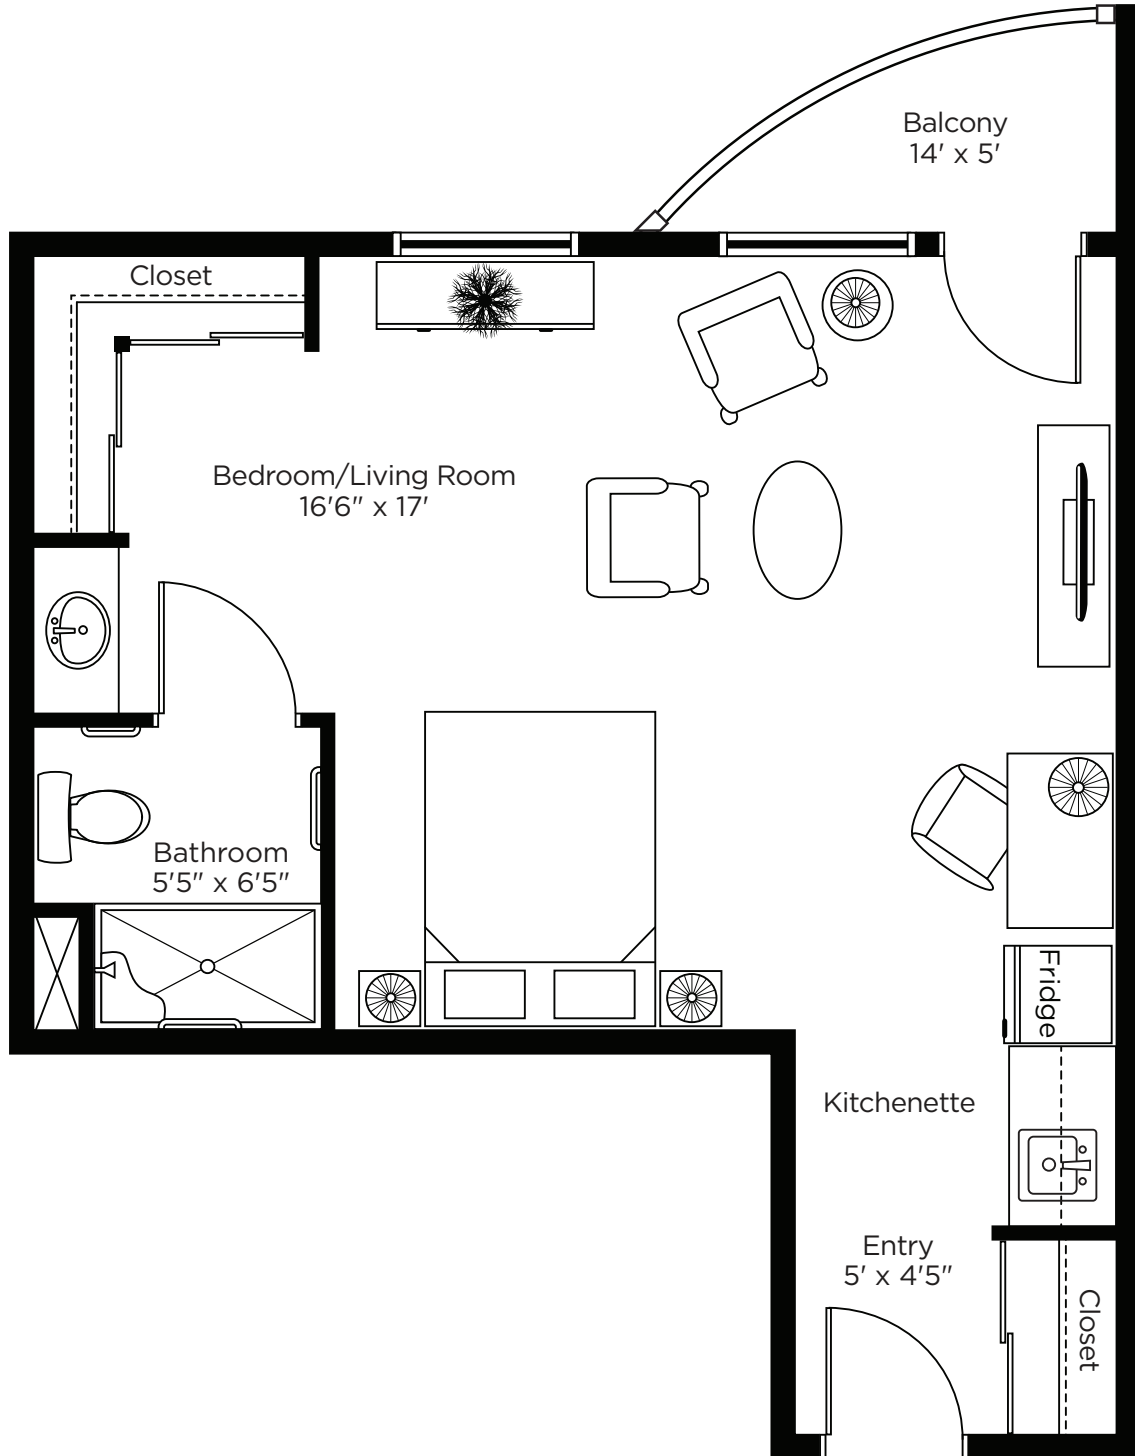 Balcony
14' x 5'
Closet
Bedroom/Living Room
16'6" x 17'
Bathroom
5'5" x 6'5"
Fridge
Kitchenette
Entry
5' x 4'5"
Closet